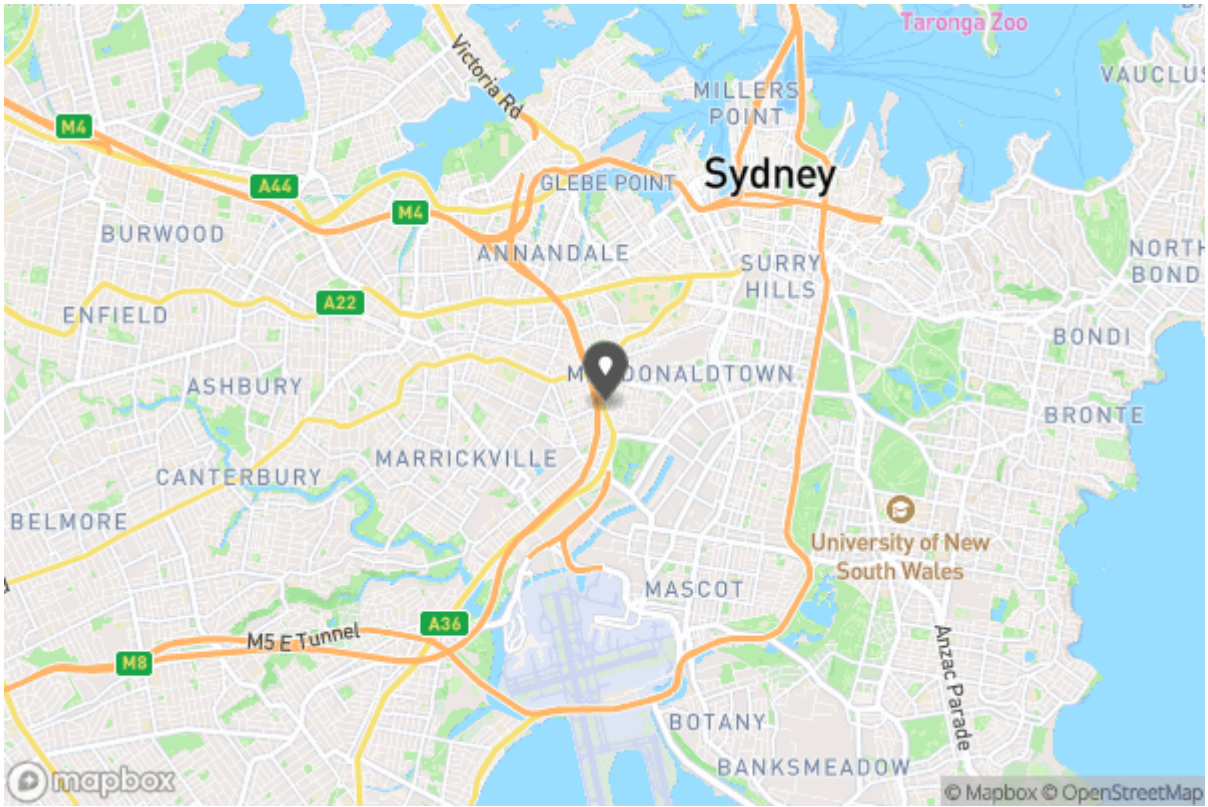 Taronga Zoo
Victoria Rd
VAUCLUS
MILLERS
POINT
M4
Sydney
A44
GLEBE POINT
M4
BURWOOD
ANNANDALE
NORTH
BOND
SURRY
HILLS
A22
ENFIELD
BONDI
ASHBURY
DONALDTOWN
BRONTE
MARRICKVILLE
CANTERBURY
BELMORE
University of New
South Wales
MASCOT
A36
M5 E Tunnel
M8
Anzac Parade
BOTANY
BANKSMEADOW
mapbox
© Mapbox © OpenStreetMap